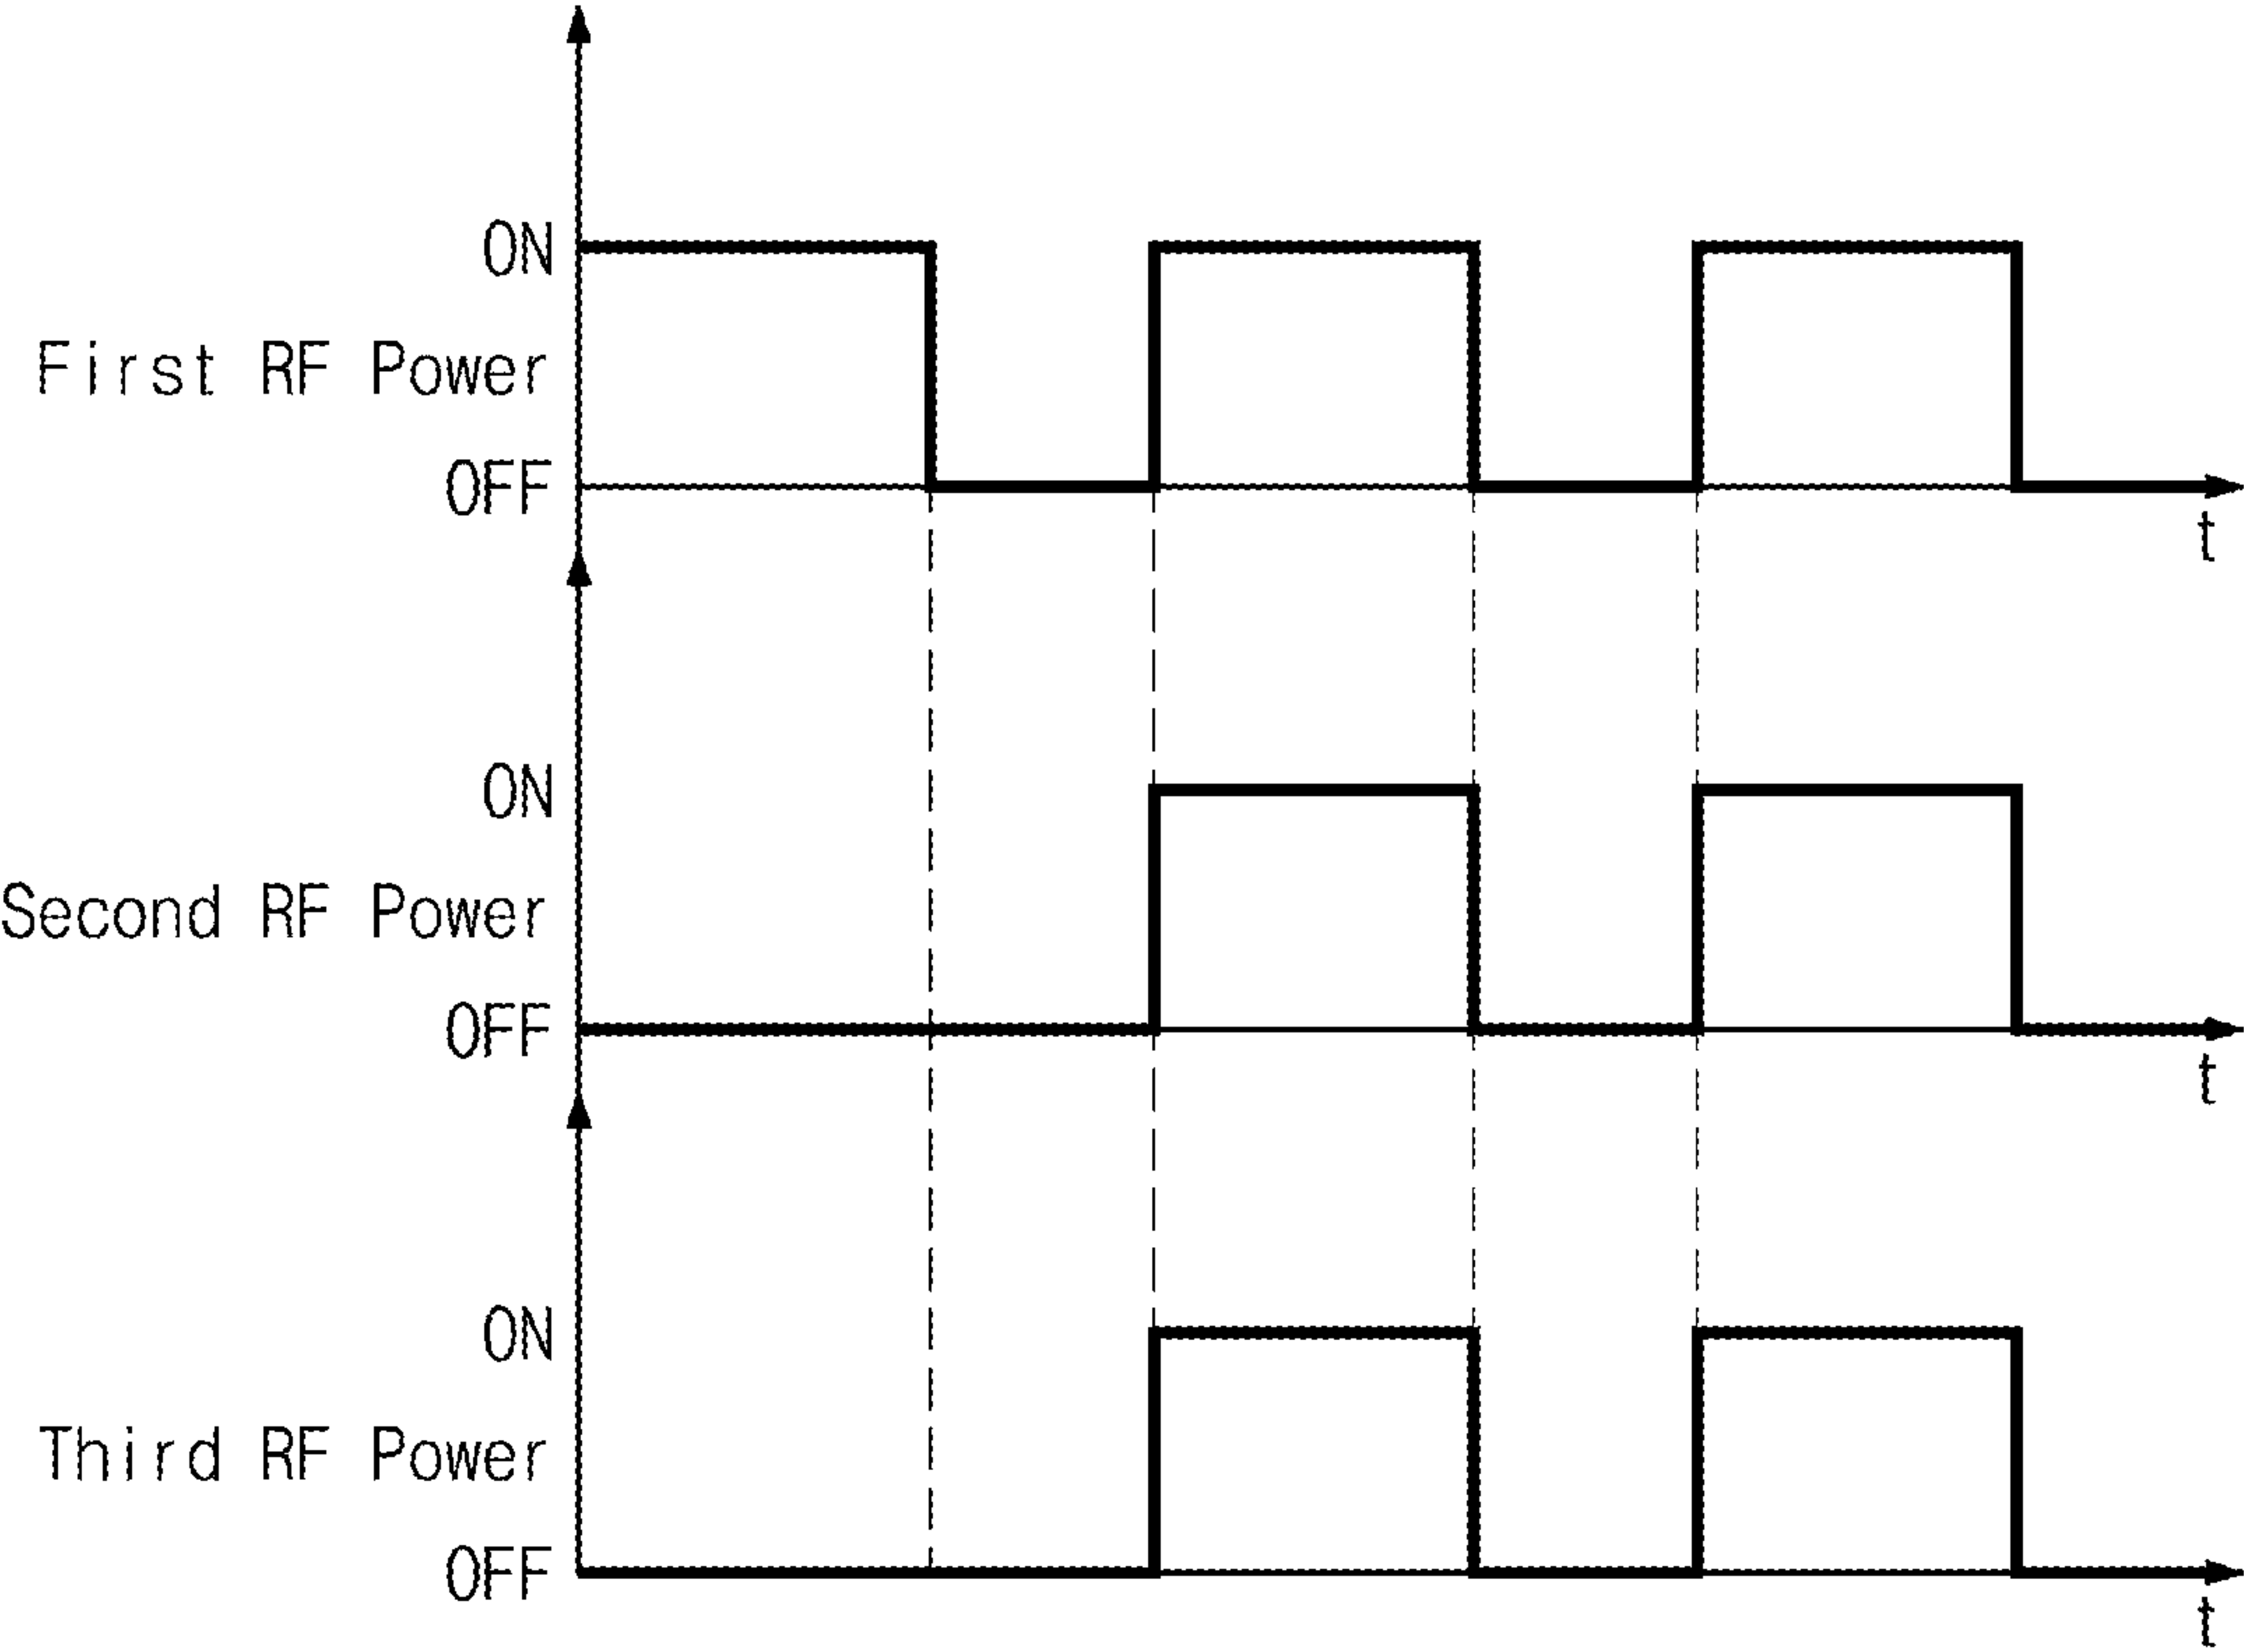 ON
First RF Power
OFF
t
ON
Second RF Power
OFF
t
ON
Third RF Power
OFF
t